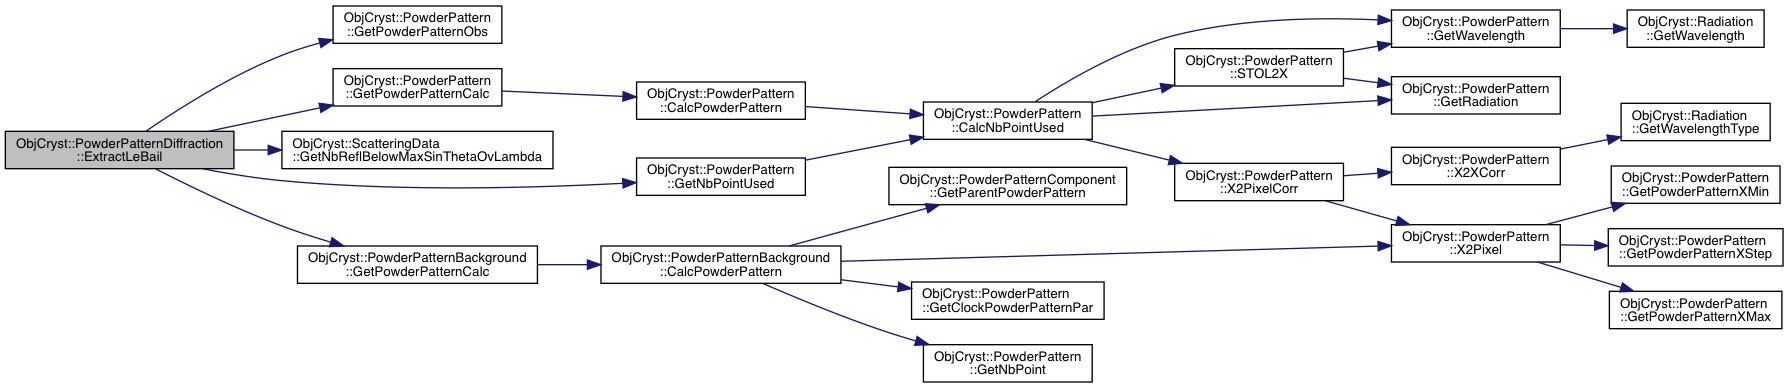 ObjCryst::PowderPatternDiffraction
::ExtractLeBail
ObjCryst::PowderPattern
::GetPowderPatternObs
ObjCryst::PowderPattern
::GetPowderPatternCalc
ObjCryst::ScatteringData
::GetNbReflBelowMaxSinThetaOvLambda
ObjCryst::PowderPatternBackground
::GetPowderPatternCalc
ObjCryst::PowderPattern
::CalcPowderPattern
ObjCryst::PowderPattern
::GetNbPointUsed
ObjCryst::PowderPatternBackground
::CalcPowderPattern
ObjCryst::PowderPattern
::CalcNbPointUsed
ObjCryst::PowderPatternComponent
::GetParentPowderPattern
ObjCryst::PowderPattern
::GetClockPowderPatternPar
ObjCryst::PowderPattern
::GetNbPoint
ObjCryst::PowderPattern
::STOL2X
ObjCryst::PowderPattern
::X2PixelCorr
ObjCryst::PowderPattern
::GetWavelength
ObjCryst::PowderPattern
::GetRadiation
ObjCryst::PowderPattern
::X2XCorr
ObjCryst::PowderPattern
::X2Pixel
ObjCryst::Radiation
::GetWavelength
ObjCryst::Radiation
::GetWavelengthType
ObjCryst::PowderPattern
::GetPowderPatternXMin
ObjCryst::PowderPattern
::GetPowderPatternXStep
ObjCryst::PowderPattern
::GetPowderPatternXMax